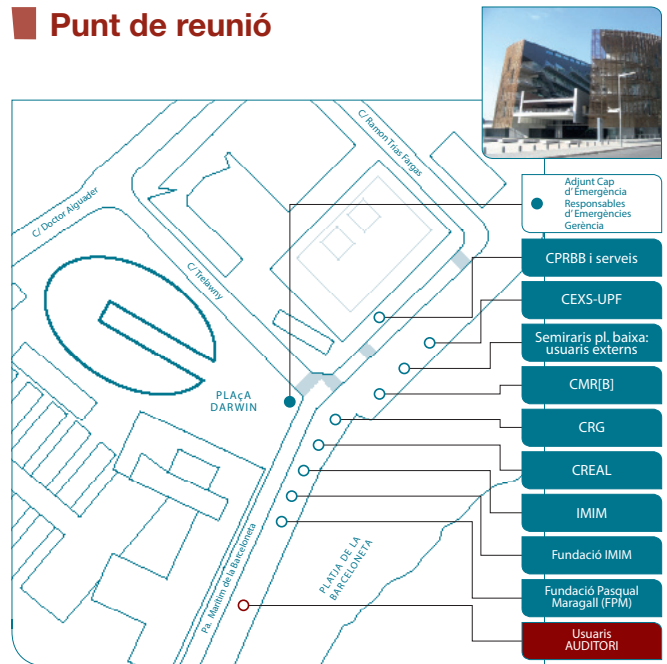 Punt de reunió
C/ Ramon Trias Fargas
C/ Doctor Aiguader
C/ Trelawny
PLAçA
DARWIN
Pa. Marítim de la Barceloneta
PLATJA DE LA
BARCELONETA
Adjunt Cap
d'Emergència
Responsables
d'Emergències
Gerència
CPRBB i serveis
CEXS-UPF
Semiraris pl. baixa:
usuaris externs
CMR[B]
CRG
CREAL
IMIM
Fundació IMIM
Fundació Pasqual
Maragall (FPM)
Usuaris
AUDITORI